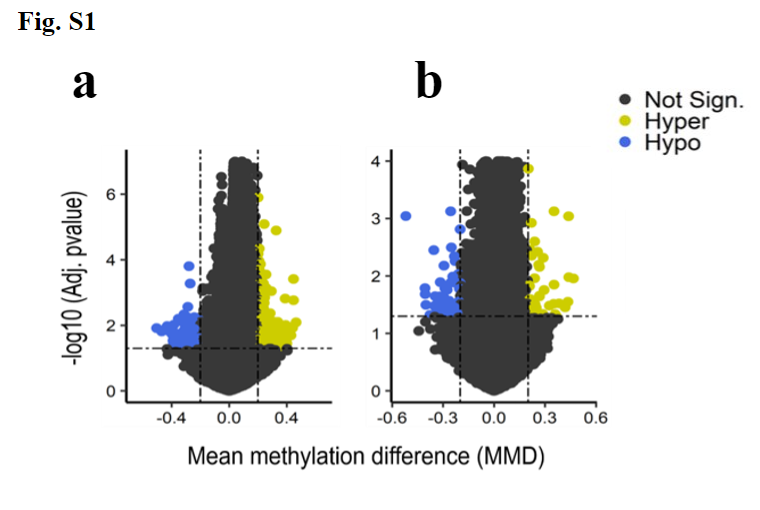 Fig. S1
a
b
Not Sign.
Hyper
Hypo
-log10 (Adj. pvalue)
6
4
2
0
-0.4 0.0 0.4
4
3
2
1
0
-0.6 -0.3 0.0 0.3 0.6
Mean methylation difference (MMD)